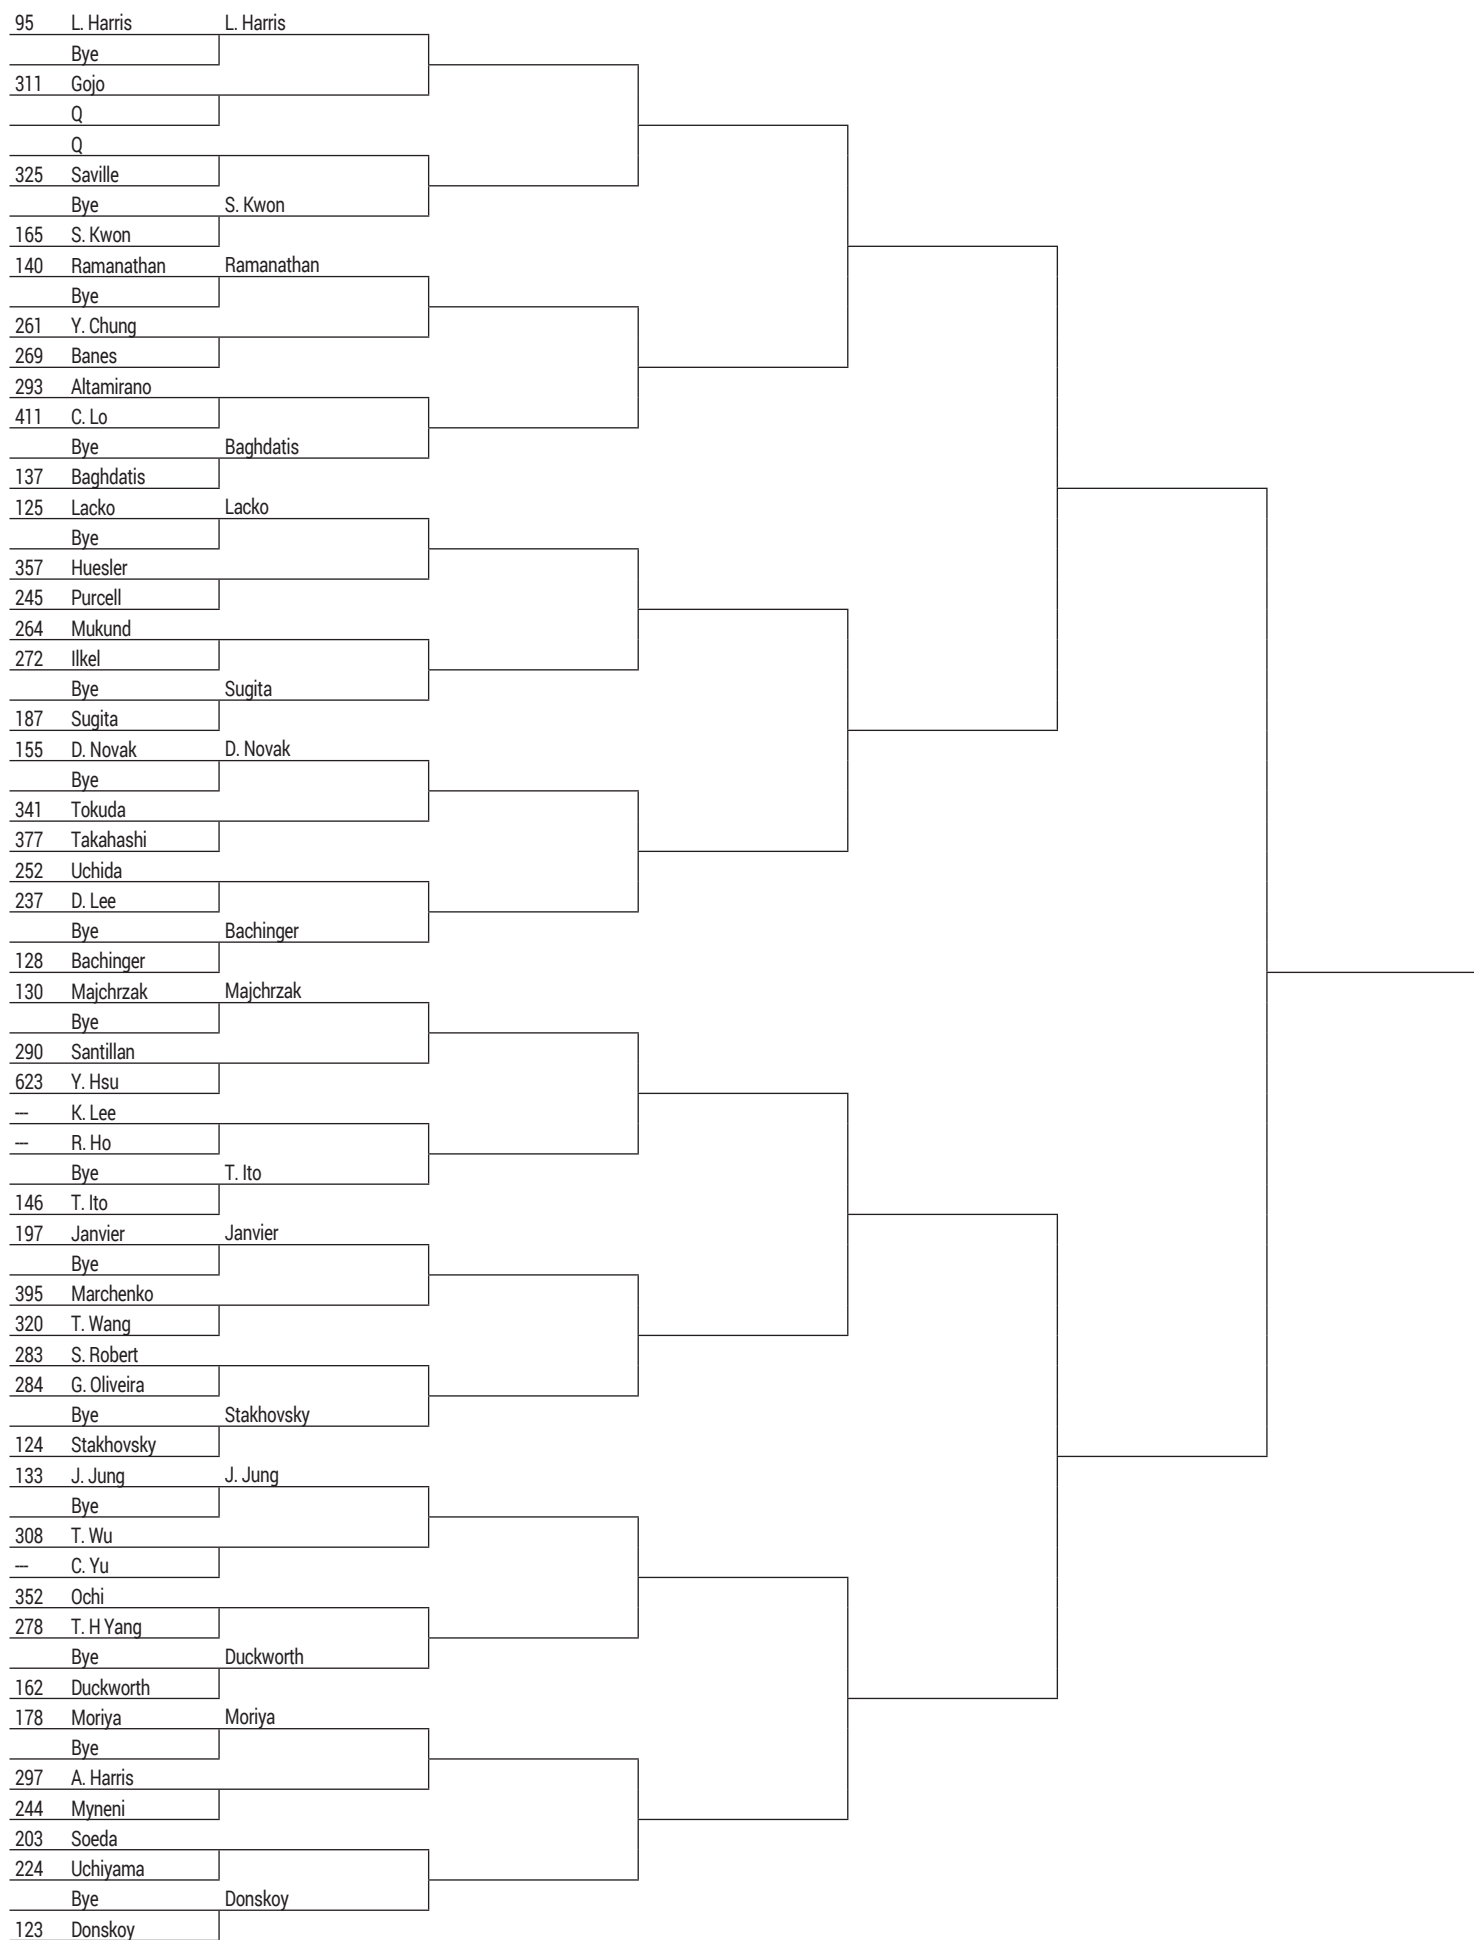 95 L. Harris L. Harris
Bye
311 Gojo
Q
Q
325 Saville
Bye S. Kwon
165 S. Kwon
140 Ramanathan Ramanathan
Bye
261 Y. Chung
269 Banes
293 Altamirano
411 C. Lo
Bye Baghdatis
137 Baghdatis
125 Lacko Lacko
Bye
357 Huesler
245 Purcell
264 Mukund
272 Ilkel
Bye Sugita
187 Sugita
155 D. Novak D. Novak
Bye
341 Tokuda
377 Takahashi
252 Uchida
237 D. Lee
Bye Bachinger
128 Bachinger
130 Majchrzak Majchrzak
Bye
290 Santillan
623 Y. Hsu
--- K. Lee
--- R. Ho
Bye T. Ito
146 T. Ito
197 Janvier Janvier
Bye
395 Marchenko
320 T. Wang
283 S. Robert
284 G. Oliveira
Bye Stakhovsky
124 Stakhovsky
133 J. Jung J. Jung
Bye
308 T. Wu
--- C. Yu
352 Ochi
278 T. H Yang
Bye Duckworth
162 Duckworth
178 Moriya Moriya
Bye
297 A. Harris
244 Myneni
203 Soeda
224 Uchiyama
Bye Donskoy
123 Donskoy